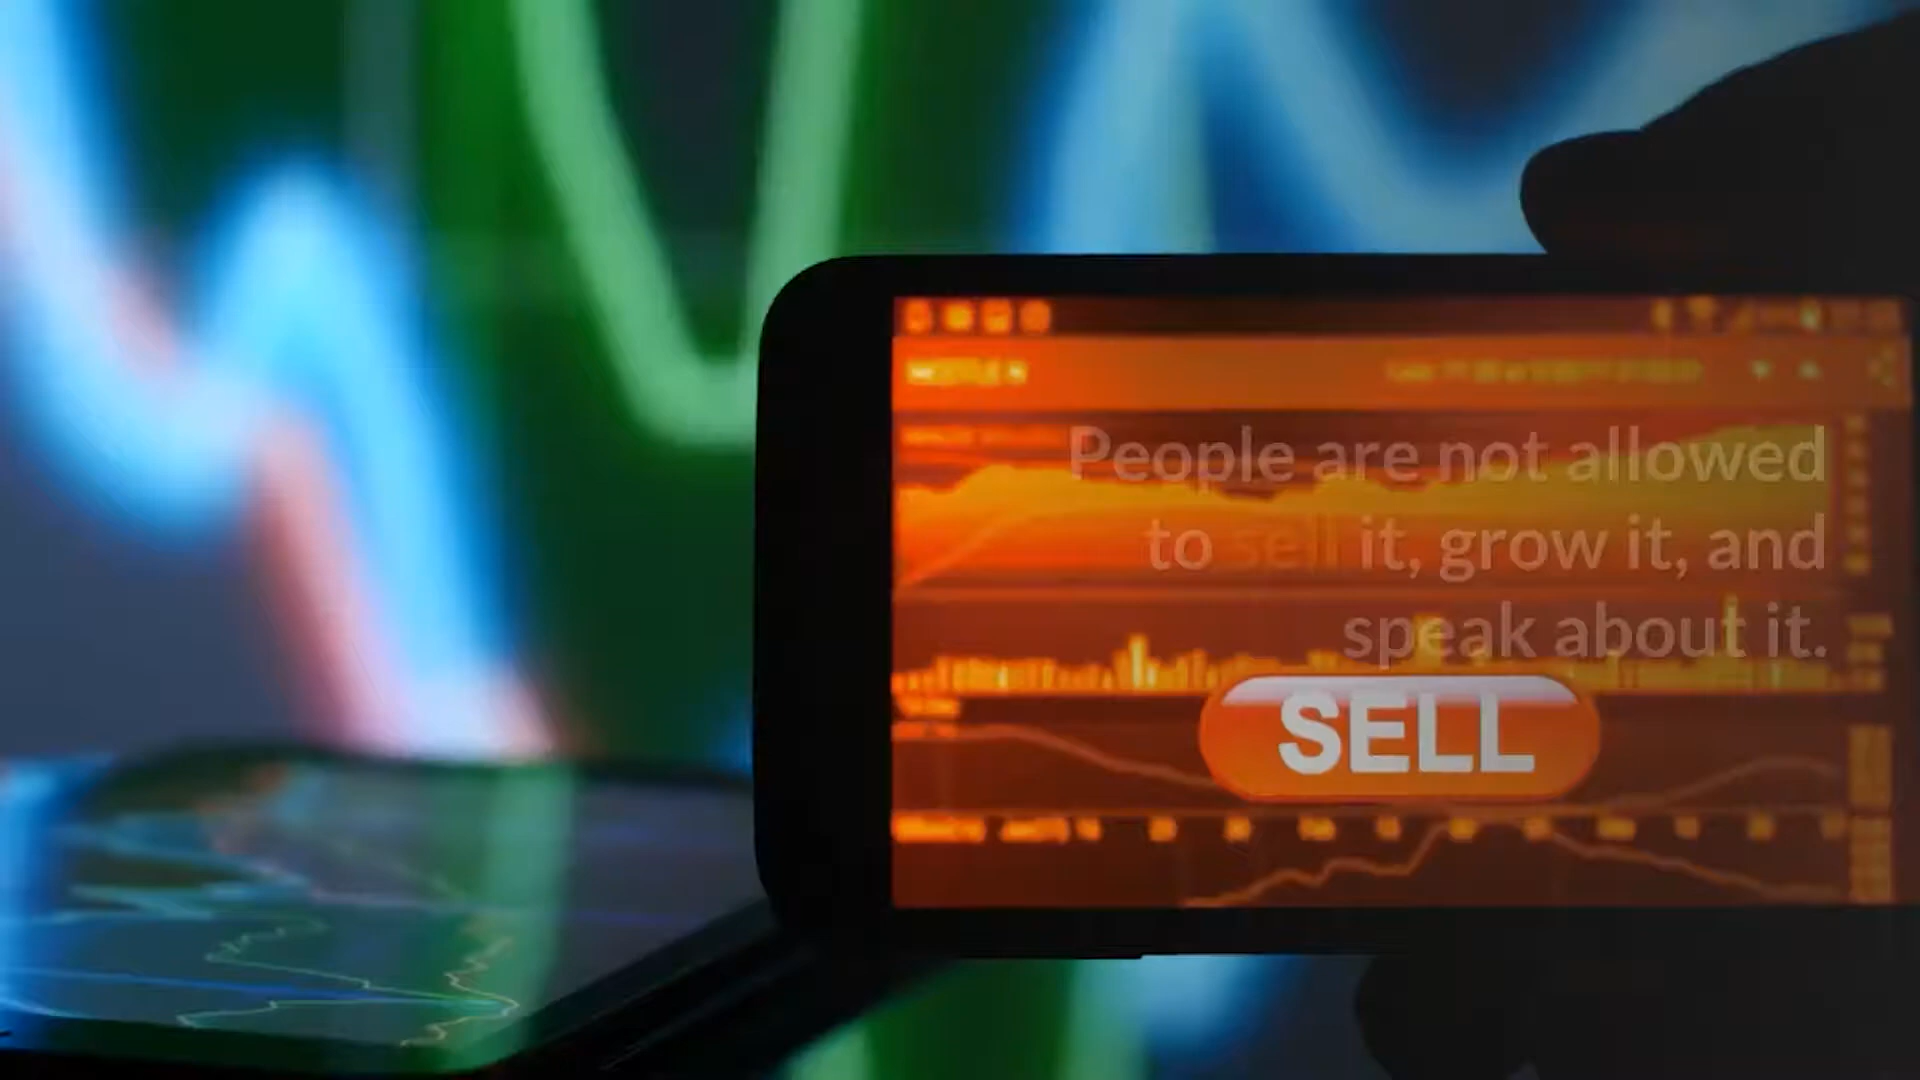 People are not allowed
to sell it, grow it, and
speak about it.
SELL